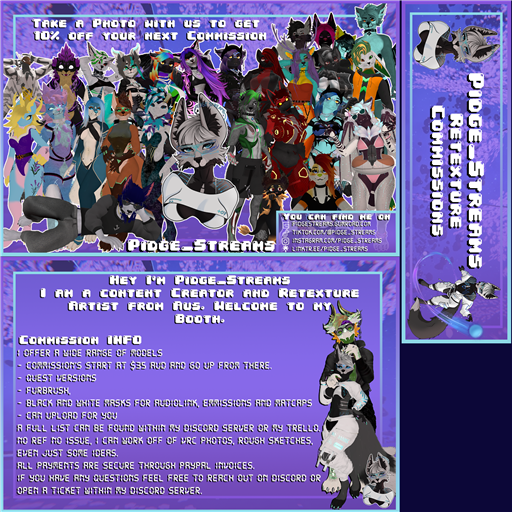 Take a Photo with us to get
10% off your next Commission
You can find me on
pidgestreams.gumroad.com
tiktok.com/@pidge_streams
instagram.com/pidge_streams
linktr.ee/pidge_streams
Pidge_Streams
Pidge_Streams
Retexture
Commissions
Hey I'm Pidge_Streams
I am a content Creator and Retexture
Artist from Aus. Welcome to my
Booth.
Commission INFO
I offer a wide range of models
- Commission's start at $35 AUD and go up from there.
- Quest Versions
- Furbrush,
- Black and White masks for Audiolink, Emmissions and Matcaps
- Can upload for you
A full list can be found within my discord server or my trello.
No ref no issue, I can work off of VRC photos, rough sketches,
even just some ideas.
All payments are secure through PayPal invoices.
If you have any questions feel free to reach out on discord or
open a ticket within my discord server.